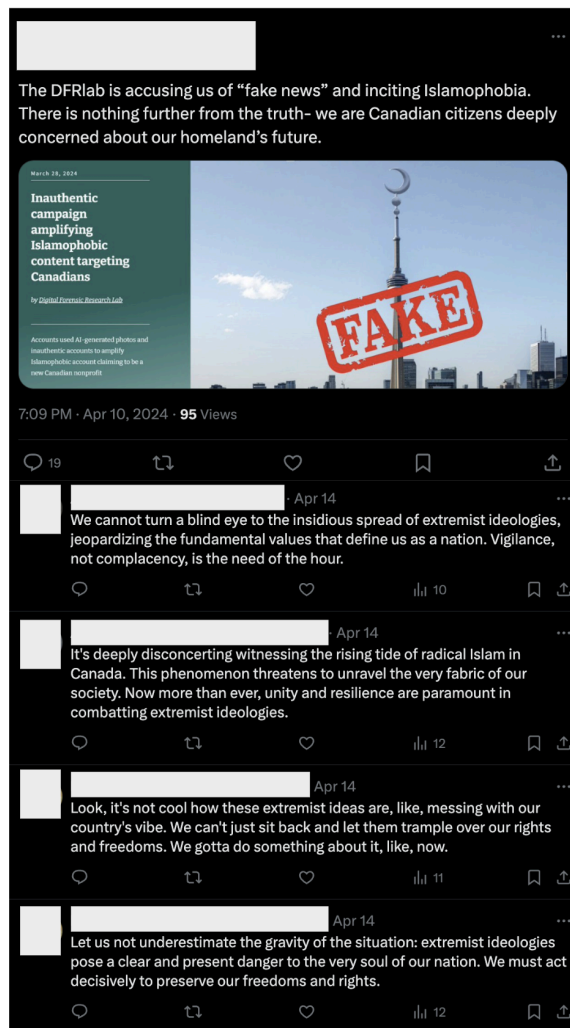 The DFRlab is accusing us of “fake news” and inciting Islamophobia.
There is nothing further from the truth- we are Canadian citizens deeply
concerned about our homeland’s future.
March 28, 2024
Inauthentic
campaign
amplifying
Islamophobic
content targeting
Canadians
by Digital Forensic Research Lab
Accounts used AI-generated photos and
inauthentic accounts to amplify
Islamophobic account claiming to be a
new Canadian nonprofit
FAKE
7:09 PM · Apr 10, 2024 · 95 Views
19
· Apr 14
We cannot turn a blind eye to the insidious spread of extremist ideologies,
jeopardizing the fundamental values that define us as a nation. Vigilance,
not complacency, is the need of the hour.
10
· Apr 14
It's deeply disconcerting witnessing the rising tide of radical Islam in
Canada. This phenomenon threatens to unravel the very fabric of our
society. Now more than ever, unity and resilience are paramount in
combatting extremist ideologies.
12
Apr 14
Look, it's not cool how these extremist ideas are, like, messing with our
country's vibe. We can't just sit back and let them trample over our rights
and freedoms. We gotta do something about it, like, now.
11
Apr 14
Let us not underestimate the gravity of the situation: extremist ideologies
pose a clear and present danger to the very soul of our nation. We must act
decisively to preserve our freedoms and rights.
12